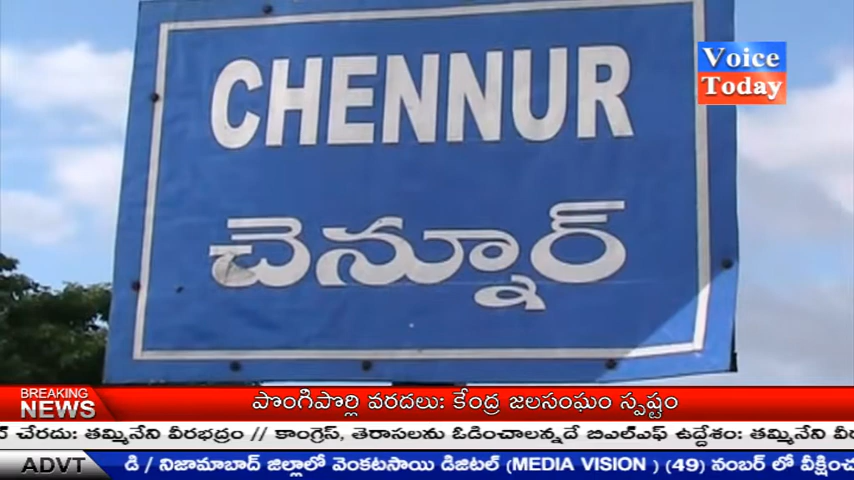 CHENNUR
Voice
Today
చెన్నూర్
BREAKING
NEWS
పొంగిపొర్లి వరదలు: కేంద్ర జలసంఘం స్పష్టం
చేరదు: తమ్మినేని వీరభద్రం // కాంగ్రెస్, తెరాసలను ఓడించాలన్నదే బిఎల్ఎఫ్ ఉద్దేశం: తమ్మినేని
ADVT
డి / నిజామాబాద్ జిల్లాలో వెంకటసాయి డిజిటల్ (MEDIA VISION ) (49) నంబర్ లో